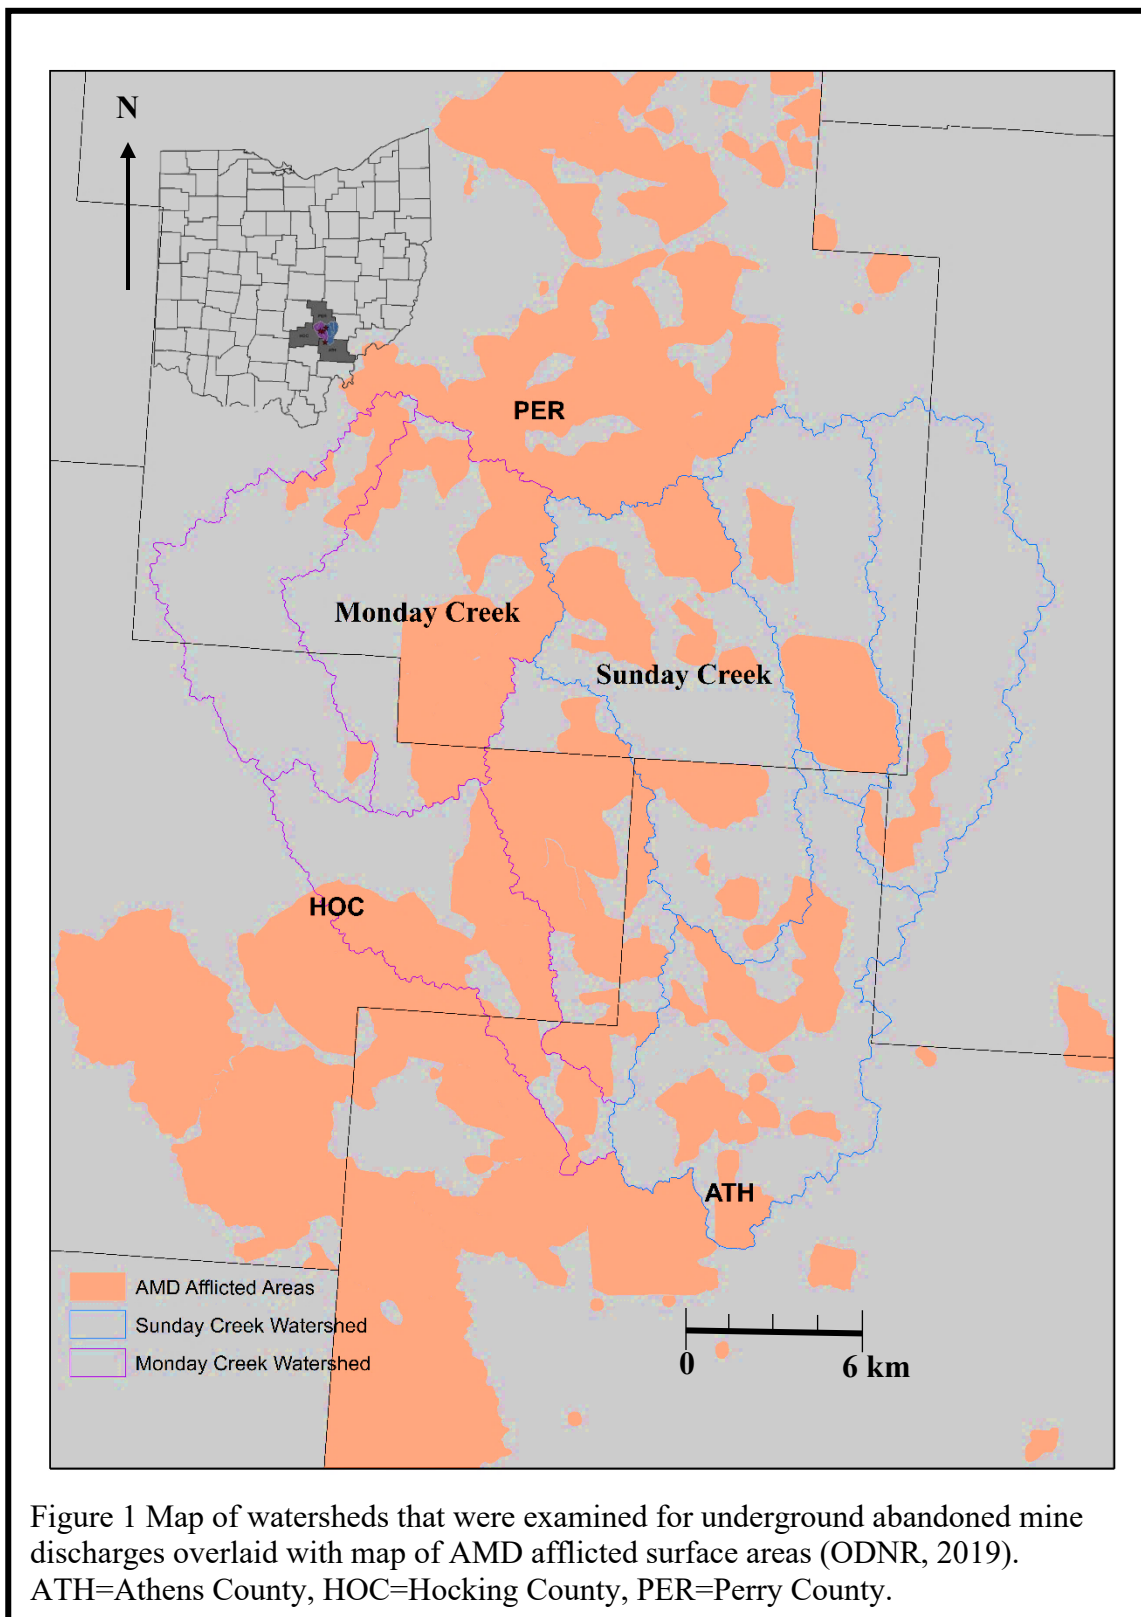 N
PER
Monday Creek
Sunday Creek
HOC
ATH
AMD Afflicted Areas
Sunday Creek Watershed
Monday Creek Watershed
0 6 km
Figure 1 Map of watersheds that were examined for underground abandoned mine
discharges overlaid with map of AMD afflicted surface areas (ODNR, 2019).
ATH=Athens County, HOC=Hocking County, PER=Perry County.